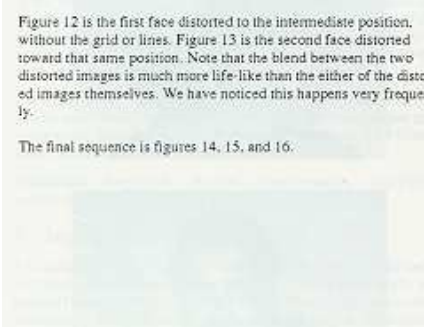 Figure 12 is the first face distorted to the intermediate position,
without the grid or lines. Figure 13 is the second face distorted
toward that same position. Note that the blend between the two
distorted images is much more life-like than the either of the
ed images themselves. We have noticed this happens very
ly.
The final sequence is figures 14, 15, and 16.